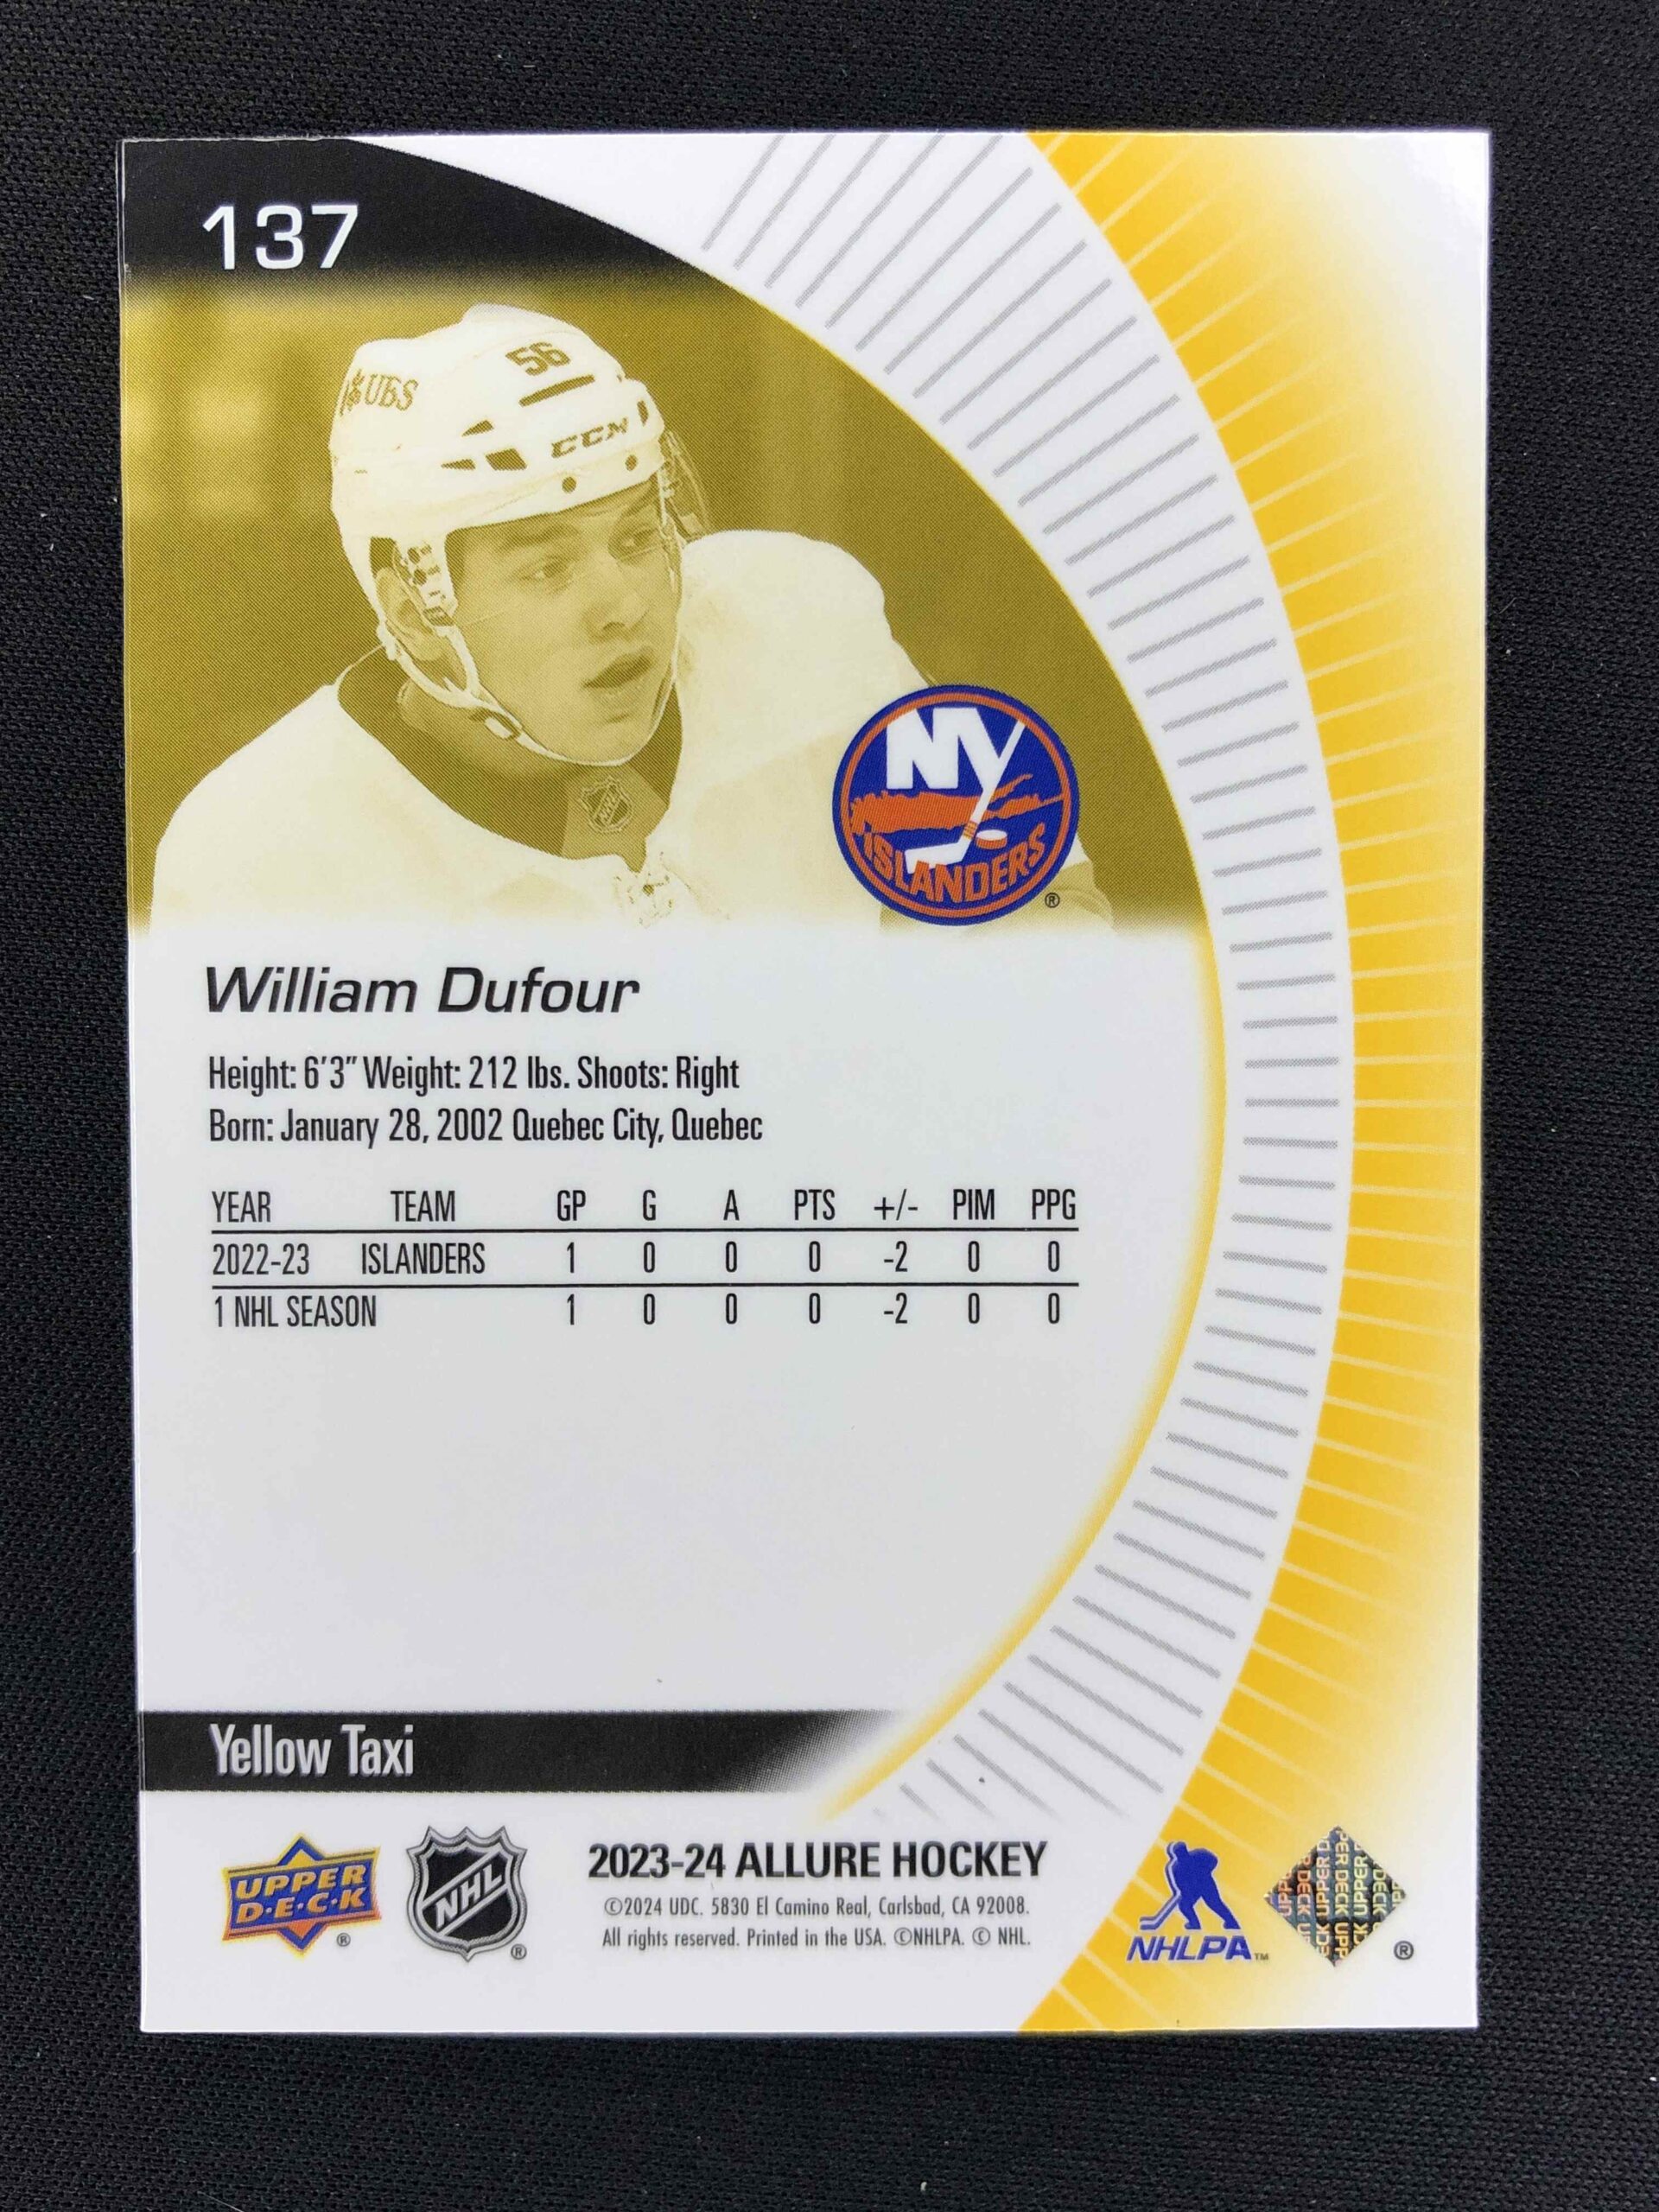 137
UBS
56
CCM
NHL
NY
ISLANDERS
®
William Dufour
Height: 6'3" Weight: 212 lbs. Shoots: Right
Born: January 28, 2002 Quebec City, Quebec
YEAR TEAM GP G A PTS +/- PIM PPG
2022-23 ISLANDERS 1 0 0 0 -2 0 0
1 NHL SEASON 1 0 0 0 -2 0 0
Yellow Taxi
UPPER
D·E·C·K
®
NHL
®
2023-24 ALLURE HOCKEY
©2024 UDC. 5830 El Camino Real, Carlsbad, CA 92008.
All rights reserved. Printed in the USA. ©NHLPA. © NHL.
NHLPA™
UPPER DECK
®